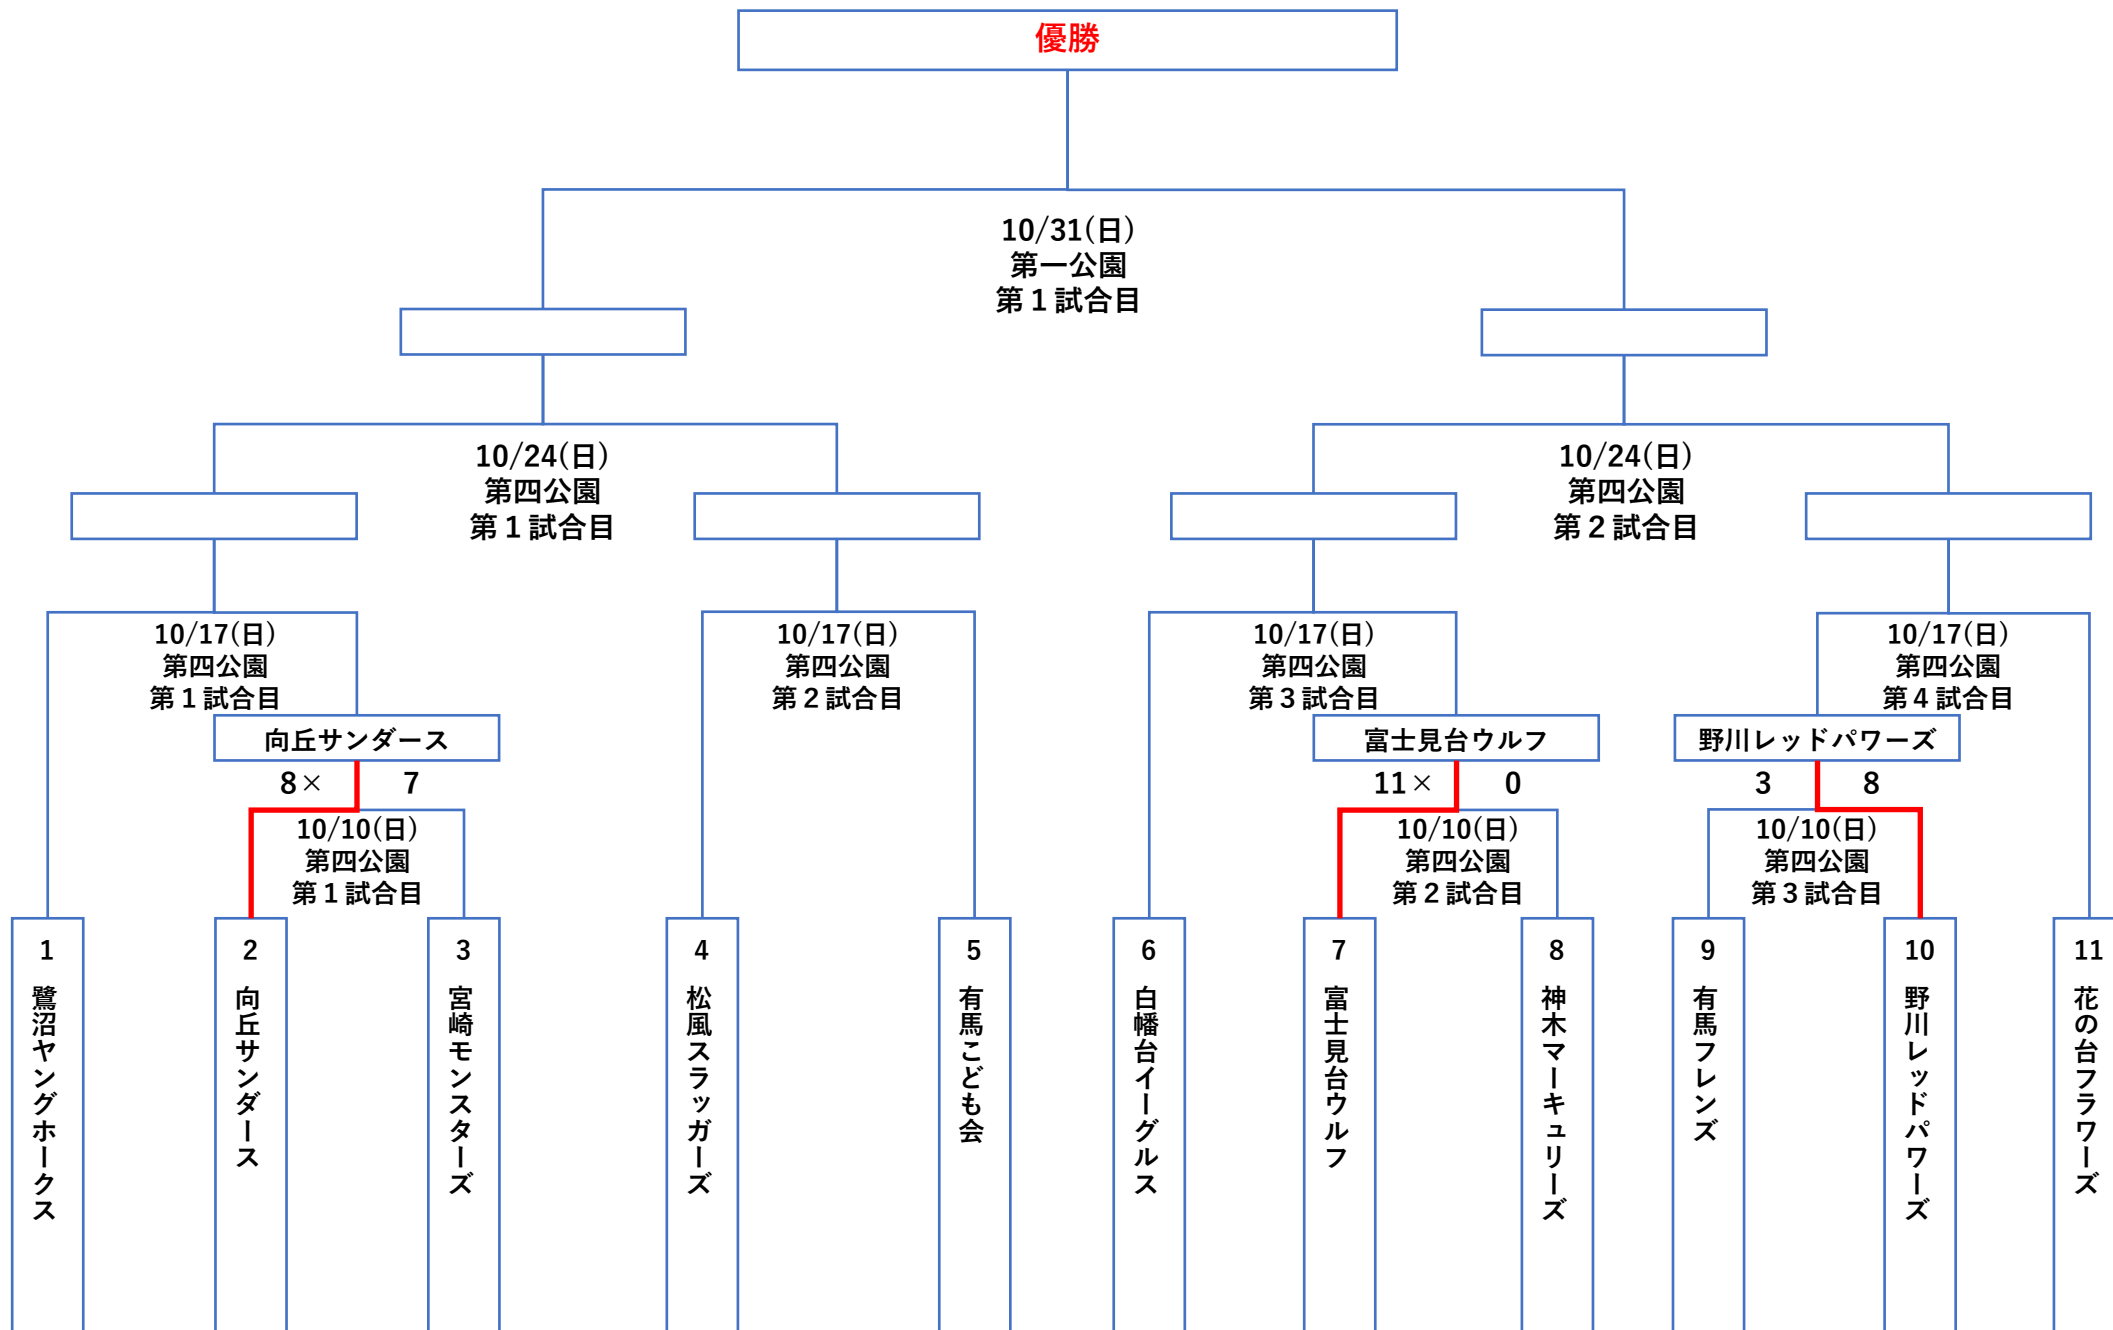 優勝
10/31(日)
第一公園
第1試合目
10/24(日)
第四公園
第1試合目
10/24(日)
第四公園
第2試合目
10/17(日)
第四公園
第1試合目
10/17(日)
第四公園
第2試合目
10/17(日)
第四公園
第3試合目
10/17(日)
第四公園
第4試合目
向丘サンダース
富士見台ウルフ
野川レッドパワーズ
8× 7
11× 0
3 8
10/10(日)
第四公園
第1試合目
10/10(日)
第四公園
第2試合目
10/10(日)
第四公園
第3試合目
1 鷺沼ヤングホークス
2 向丘サンダース
3 宮崎モンスターズ
4 松風スラッガーズ
5 有馬こども会
6 白幡台イーグルス
7 富士見台ウルフ
8 神木マーキュリーズ
9 有馬フレンズ
10 野川レッドパワーズ
11 花の台フラワーズ